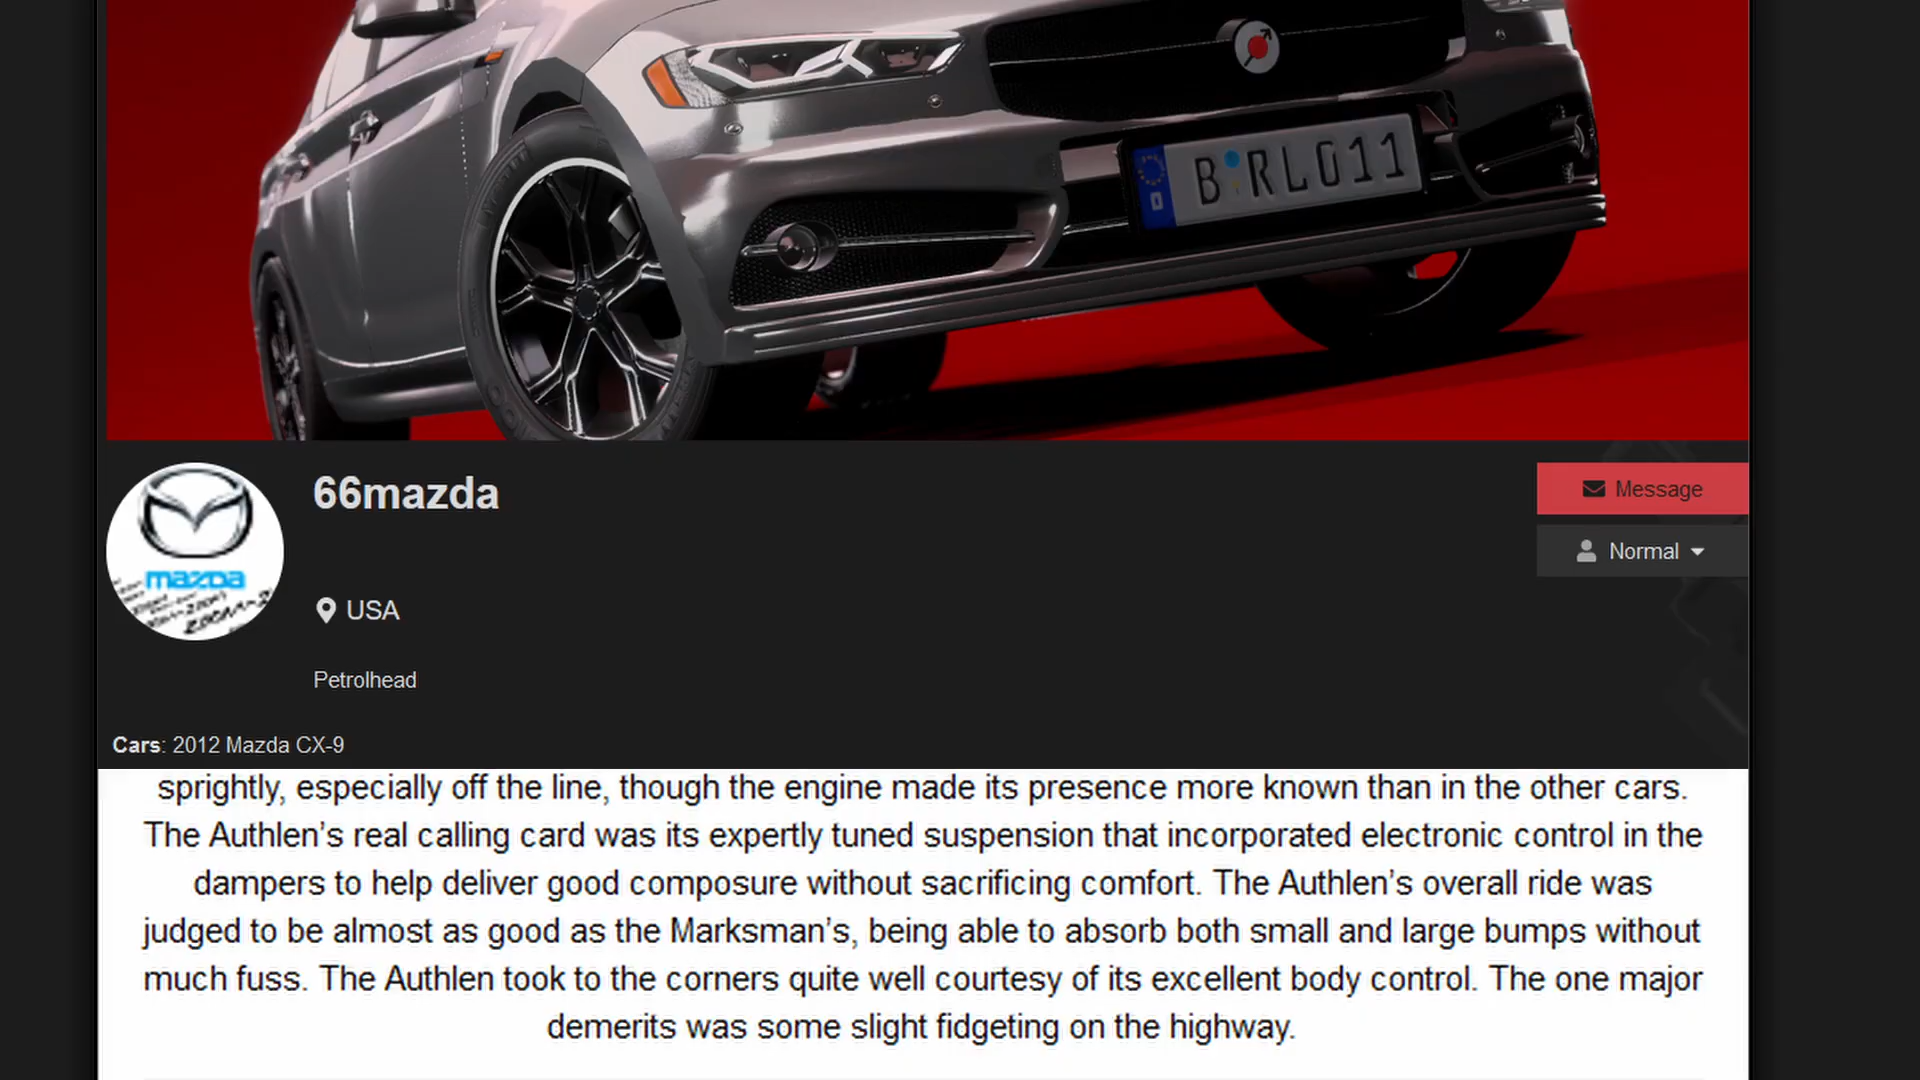 B RL011
66mazda
Message
mazda
Normal
USA
Petrolhead
Cars: 2012 Mazda CX-9
sprightly, especially off the line, though the engine made its presence more known than in the other cars.
The Authlen’s real calling card was its expertly tuned suspension that incorporated electronic control in the
dampers to help deliver good composure without sacrificing comfort. The Authlen’s overall ride was
judged to be almost as good as the Marksman’s, being able to absorb both small and large bumps without
much fuss. The Authlen took to the corners quite well courtesy of its excellent body control. The one major
demerits was some slight fidgeting on the highway.